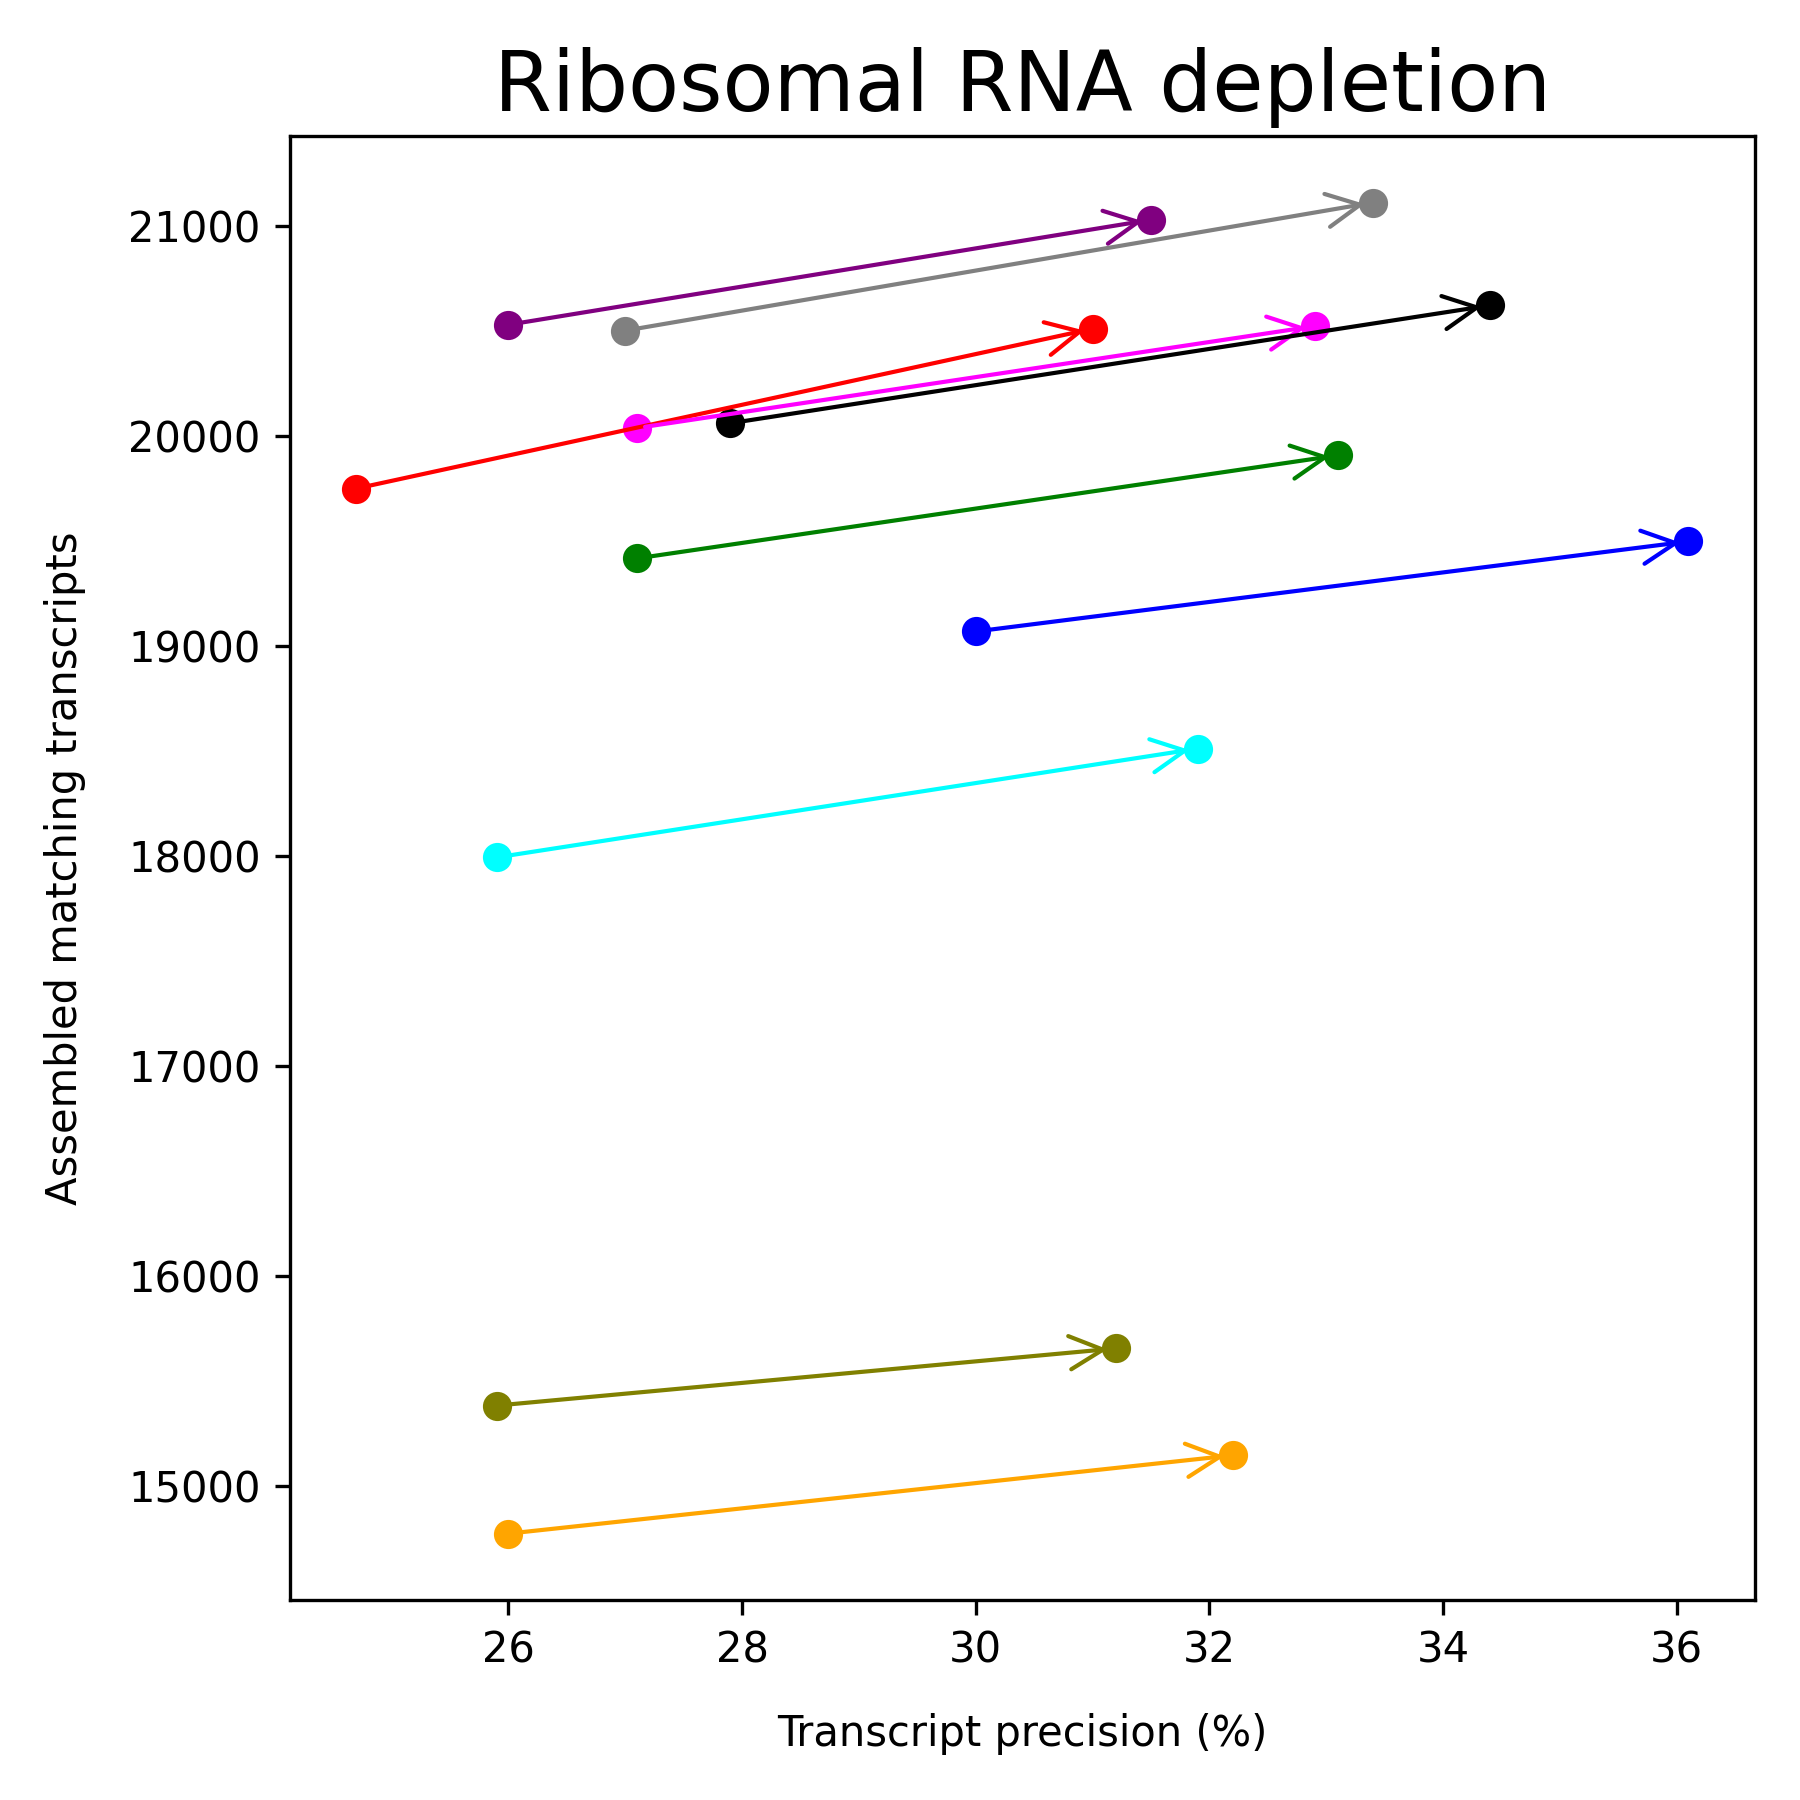 Ribosomal RNA depletion
Assembled matching transcripts
21000
20000
19000
18000
17000
16000
15000
26 28 30 32 34 36
Transcript precision (%)